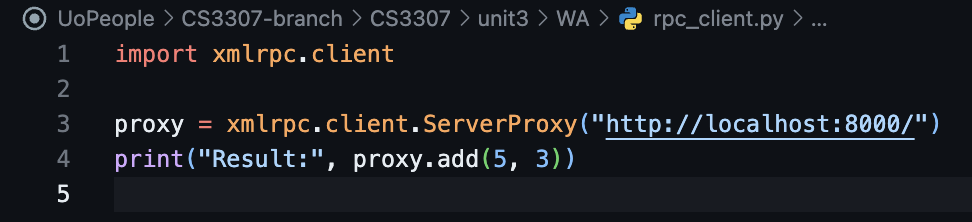 UoPeople > CS3307-branch > CS3307 > unit3 > WA > rpc_client.py > ...
1 import xmlrpc.client
2
3 proxy = xmlrpc.client.ServerProxy("http://localhost:8000/")
4 print("Result:", proxy.add(5, 3))
5